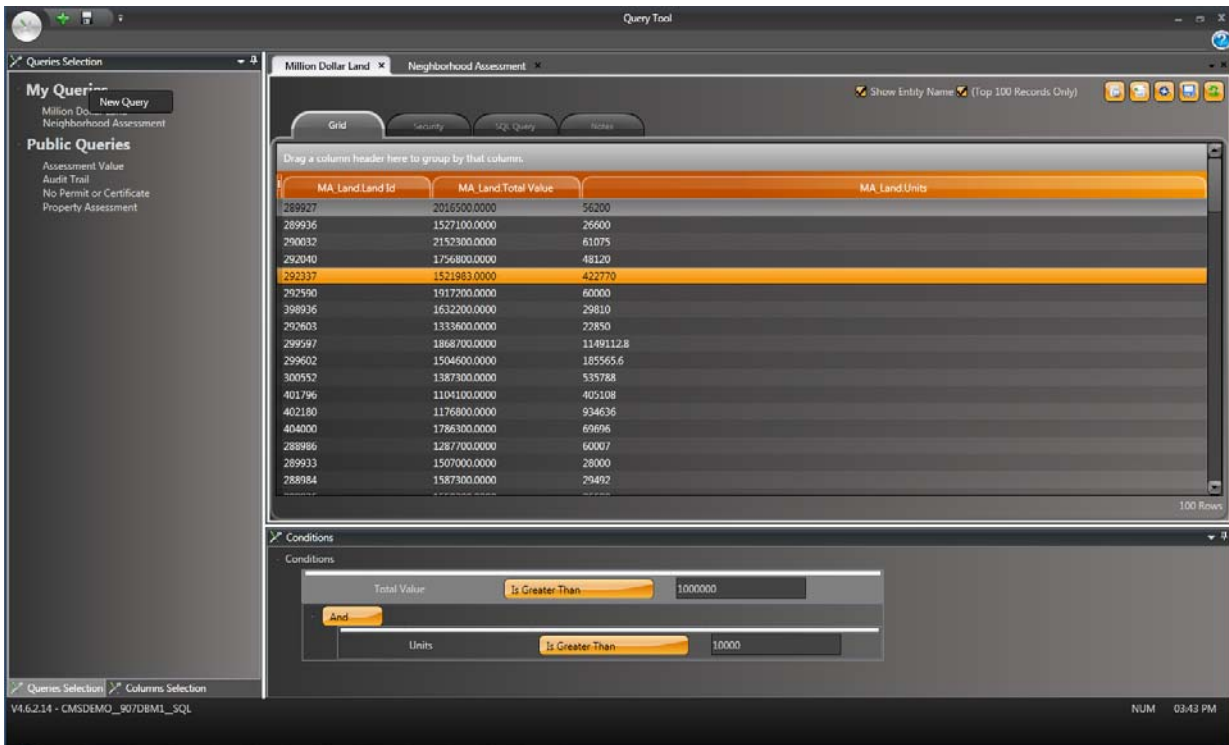 Query Tool
Queries Selection
Million Dollar Land
Neighborhood Assessment
My Queries
New Query
Million Dollar Land
Neighborhood Assessment
Public Queries
Assessment Value
Audit Trail
No Permit or Certificate
Property Assessment
Show Entity Name (Top 100 Records Only)
Grid Security SQL Query Notes
Drag a column header here to group by that column.
MA_Land.Land Id MA_Land.Total Value MA_Land.Units
289927 2016500.0000 56200
289936 1527100.0000 26600
290032 2152300.0000 61075
292040 1756800.0000 48120
292337 1521983.0000 422770
292590 1917200.0000 60000
398936 1632200.0000 29810
292603 1333600.0000 22850
299597 1868700.0000 1149112.8
299602 1504600.0000 185565.6
300552 1387300.0000 535788
401796 1104100.0000 405108
402180 1176800.0000 934636
404000 1786300.0000 69696
288986 1287700.0000 60007
289933 1507000.0000 28000
288984 1587300.0000 29492
100 Rows
Conditions
Conditions
Total Value Is Greater Than 1000000
And
Units Is Greater Than 10000
Queries Selection Columns Selection
V4.6.2.14 - CMSDEMO__907DBM1__SQL
NUM 03:43 PM